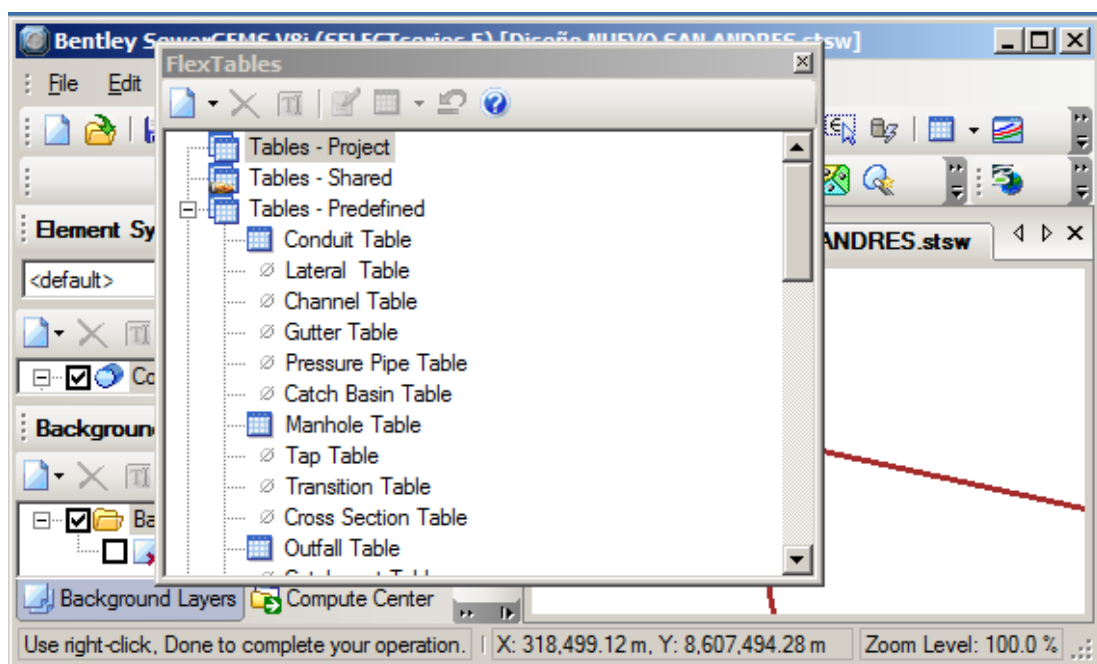 Bentley SewerGEMS V8i (SELECTseries 5) [Diseño NUEVO SAN ANDRES.stsw]
FlexTables
File Edit
Tables - Project
Tables - Shared
Tables - Predefined
Conduit Table
Lateral Table
Channel Table
Gutter Table
Pressure Pipe Table
Catch Basin Table
Manhole Table
Tap Table
Transition Table
Cross Section Table
Outfall Table
Element Sy
<default>
Co
Backgroun
Ba
ANDRES.stsw
Background Layers
Compute Center
Use right-click, Done to complete your operation.
X: 318,499.12 m, Y: 8,607,494.28 m
Zoom Level: 100.0 %